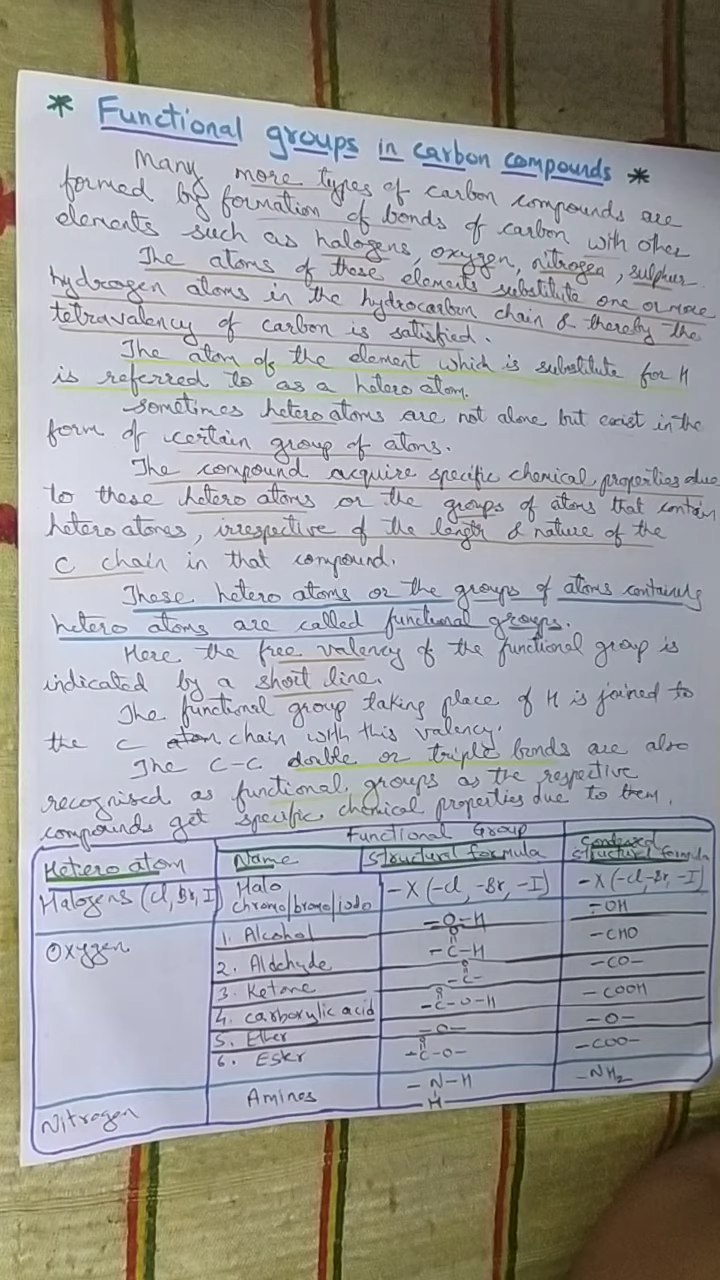 * Functional groups in carbon compounds *
Many more types of carbon compounds are
formed by formation of bonds of carbon with other
elements such as halogens, oxygen, nitrogen, sulphur
The atoms of these elements substitute one or more
hydrogen atoms in the hydrocarbon chain & thereby the
tetravalency of carbon is satisfied.
The atom of the element which is substitute for H
is referred to as a hetero atom.
Sometimes hetero atoms are not alone but exist in the
form of certain group of atoms.
The compound acquire specific chemical properties due
to these hetero atoms or the groups of atoms that contain
hetero atoms, irrespective of the length & nature of the
C chain in that compound.
These hetero atoms or the groups of atoms containing
hetero atoms are called functional groups.
Here the free valency of the functional group is
indicated by a short line.
The functional group taking place of H is joined to
the C atom chain with this valency.
The C-C double or triple bonds are also
recognised as functional groups as the respective
compounds get specific chemical properties due to them.
Functional Group
Hetero atom Name Structural formula Structural formula
Halogens (Cl, Br, I) Halo -X (-Cl, -Br, -I) -X (-Cl, -Br, -I)
/bromo/iodo
Oxygen 1. Alcohol -O-H -OH
2. Aldehyde O
-C-H -CHO
3. Ketone O
-C- -CO-
4. carboxylic acid O
-C-O-H -COOH
5. Ether -O- -O-
6. Ester O
-C-O- -COO-
Nitrogen Amines -N-H -NH2
H